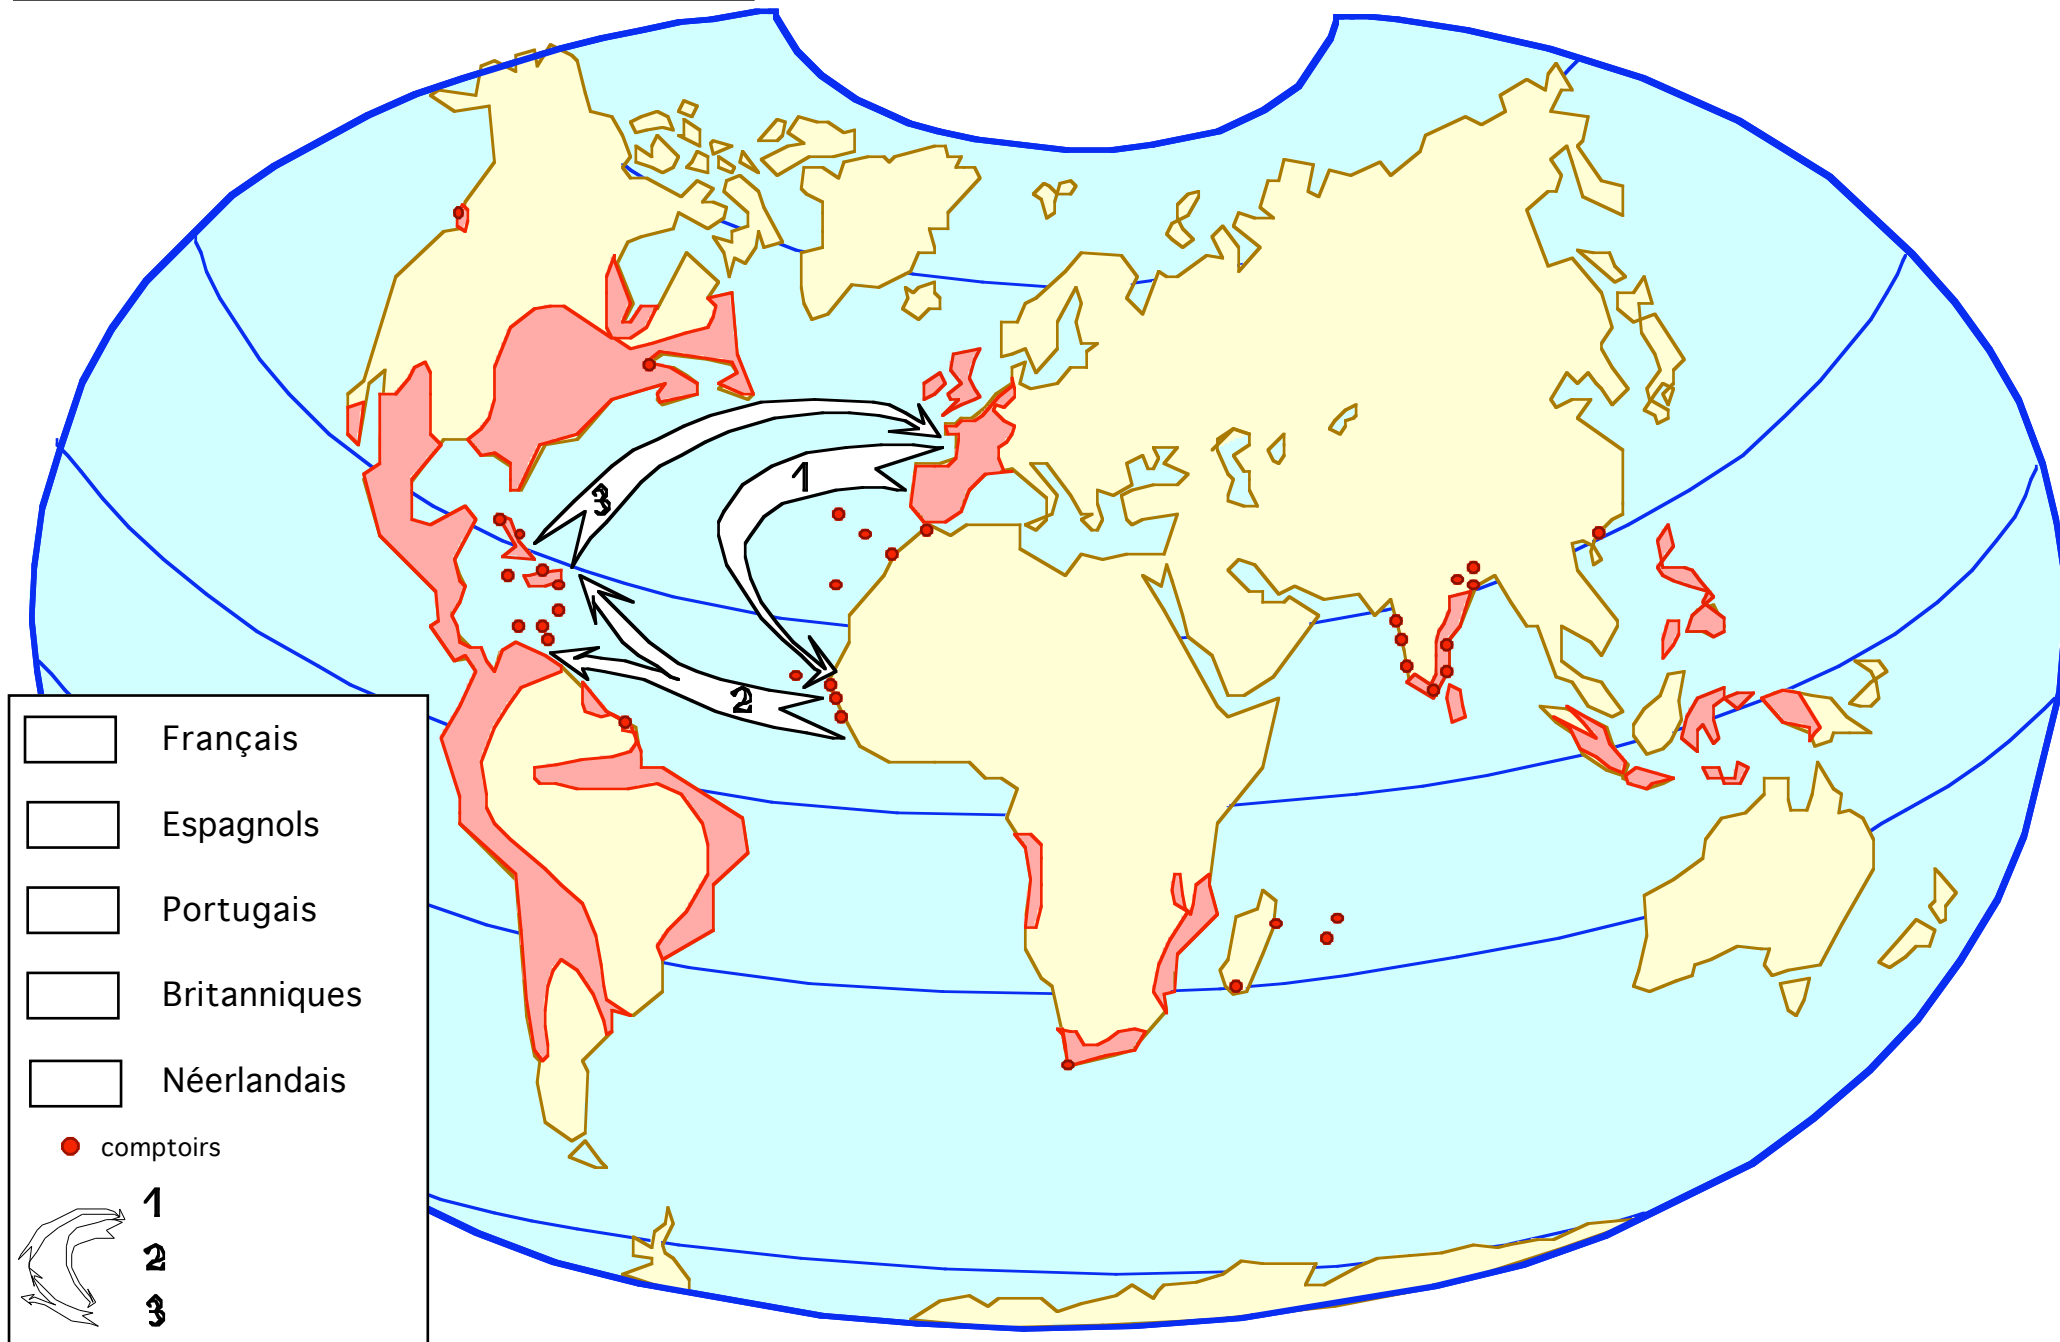 3
1
2
Français
Espagnols
Portugais
Britanniques
Néerlandais
comptoirs
1
2
3